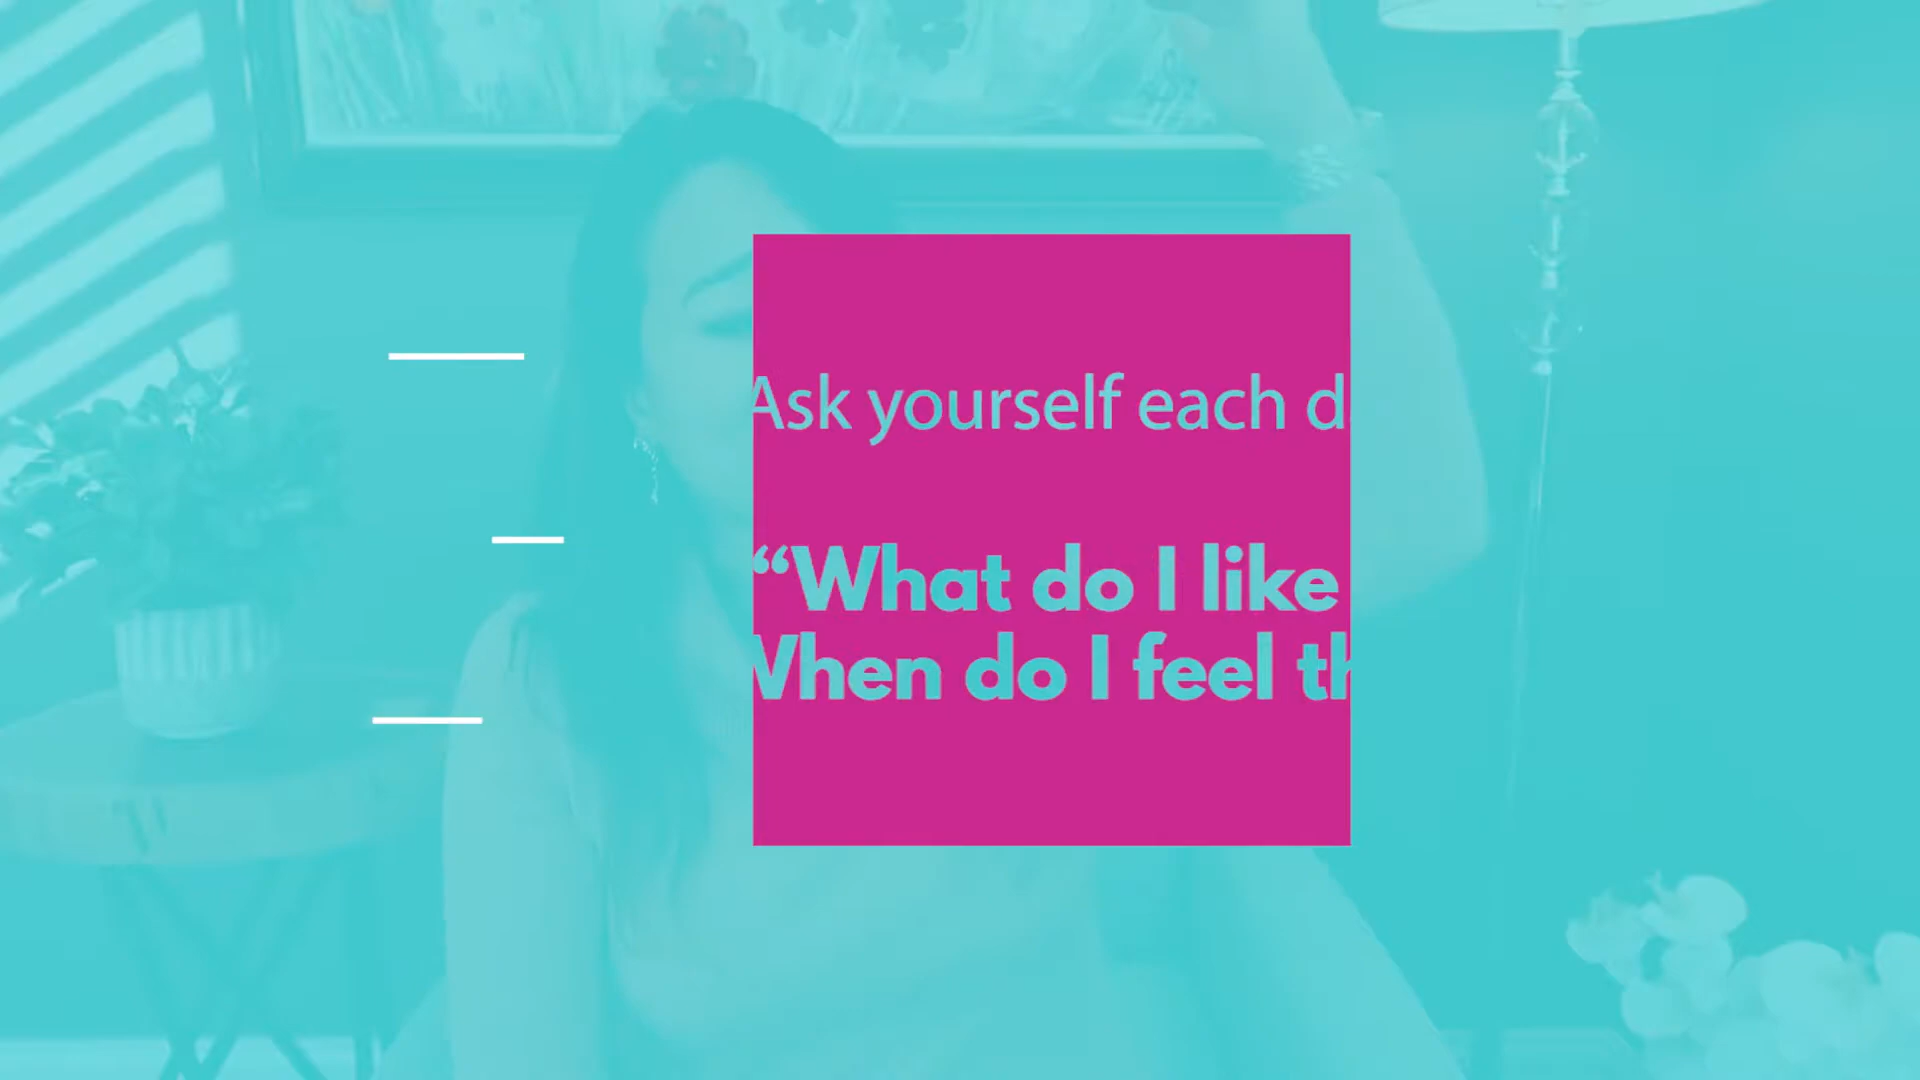 Ask yourself each d
“What do I like
When do I feel th